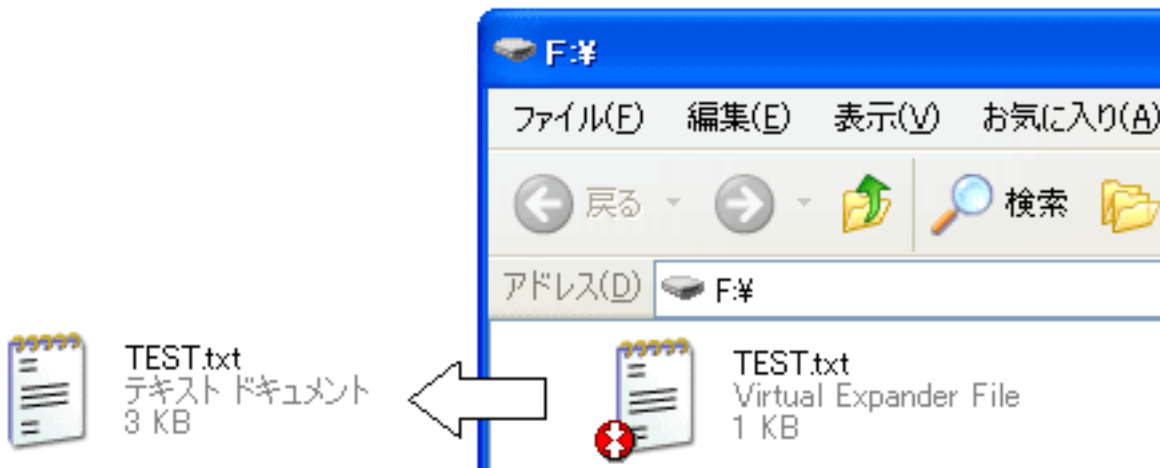 F:¥
ファイル(F) 編集(E) 表示(V) お気に入り(A)
戻る 検索
アドレス(D) F:¥
TEST.txt
テキスト ドキュメント
3 KB
TEST.txt
Virtual Expander File
1 KB